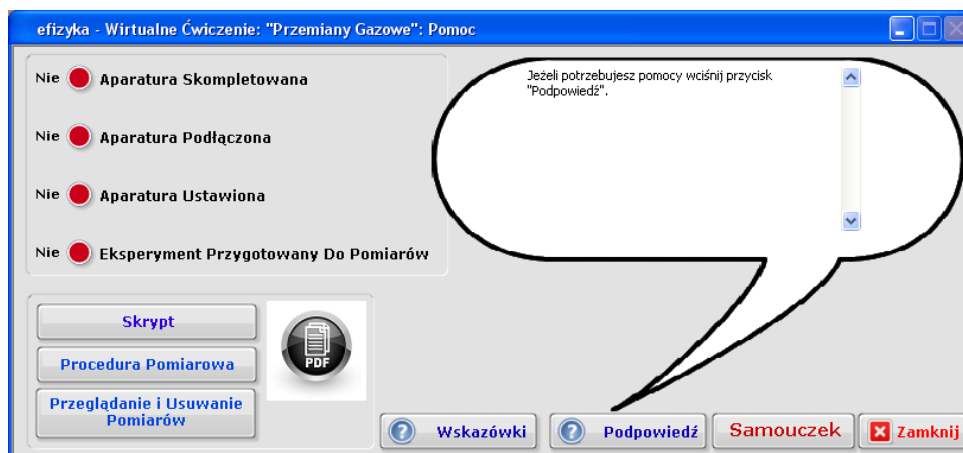 efizyka - Wirtualne Ćwiczenie: "Przemiany Gazowe": Pomoc
Nie Aparatura Skompletowana
Nie Aparatura Podłączona
Nie Aparatura Ustawiona
Nie Eksperyment Przygotowany Do Pomiarów
Jeżeli potrzebujesz pomocy wciśnij przycisk
"Podpowiedź".
Skrypt
Procedura Pomiarowa
Przeglądanie i Usuwanie
Pomiarów
PDF
Wskazówki
Podpowiedź
Samouczek
Zamknij